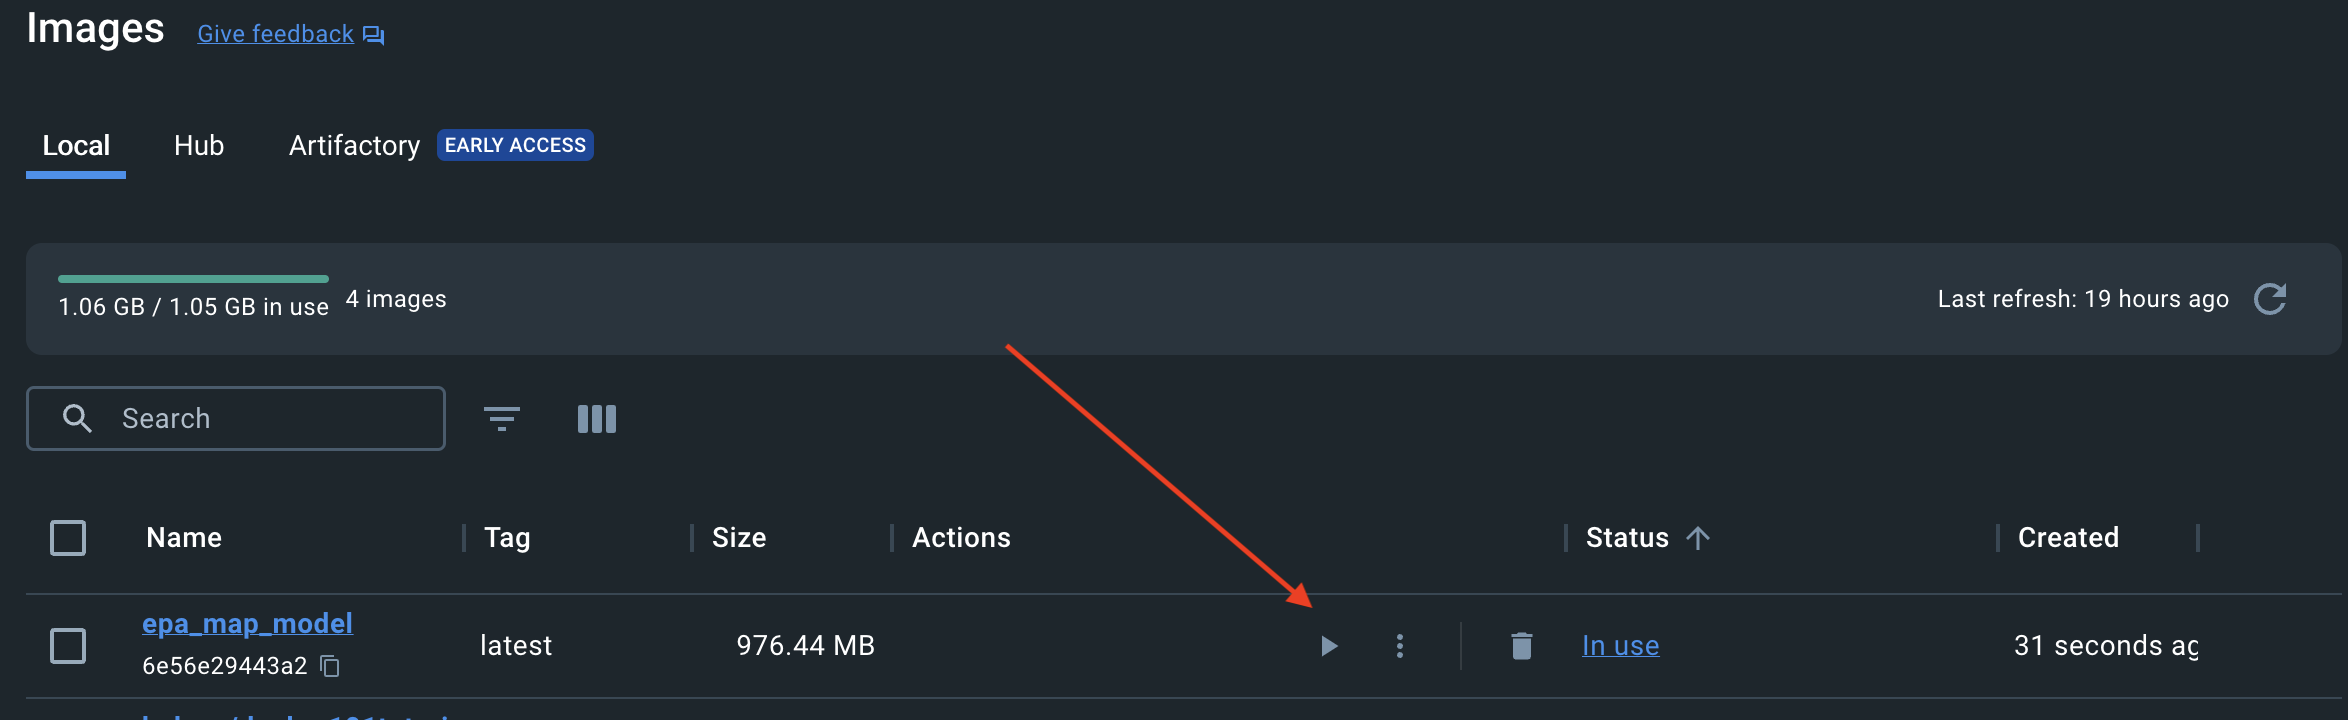 Images Give feedback
Local Hub Artifactory EARLY ACCESS
1.06 GB / 1.05 GB in use 4 images Last refresh: 19 hours ago
Search
Name Tag Size Actions Status Created
epa_map_model
latest 976.44 MB In use 31 seconds ag
6e56e29443a2